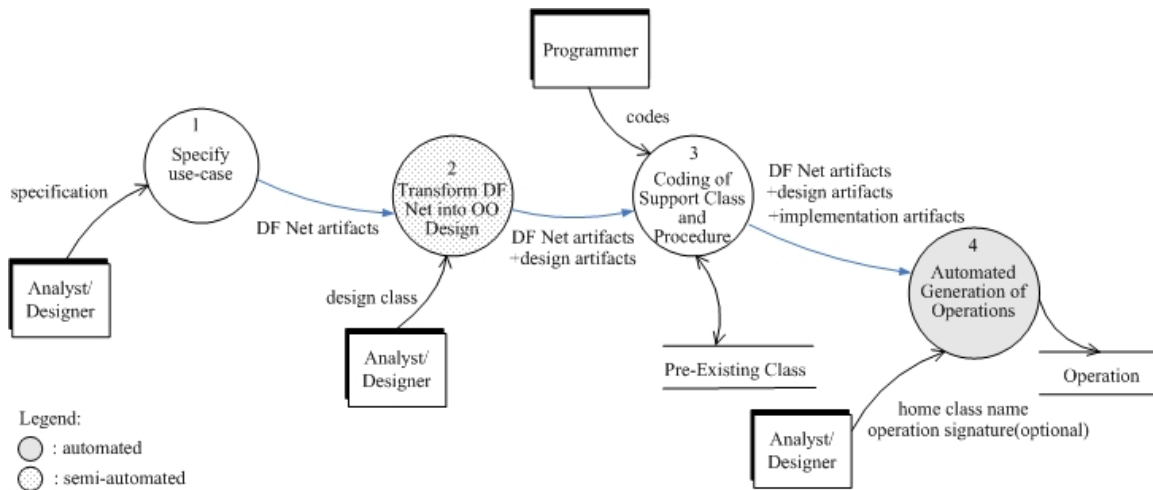 Programmer
codes
1
Specify
use-case
specification
Analyst/
Designer
DF Net artifacts
2
Transform DF
Net into OO
Design
design class
Analyst/
Designer
DF Net artifacts
+design artifacts
3
Coding of
Support Class
and
Procedure
Pre-Existing Class
DF Net artifacts
+design artifacts
+implementation artifacts
4
Automated
Generation of
Operations
Operation
home class name
operation signature(optional)
Analyst/
Designer
Legend:
: automated
: semi-automated